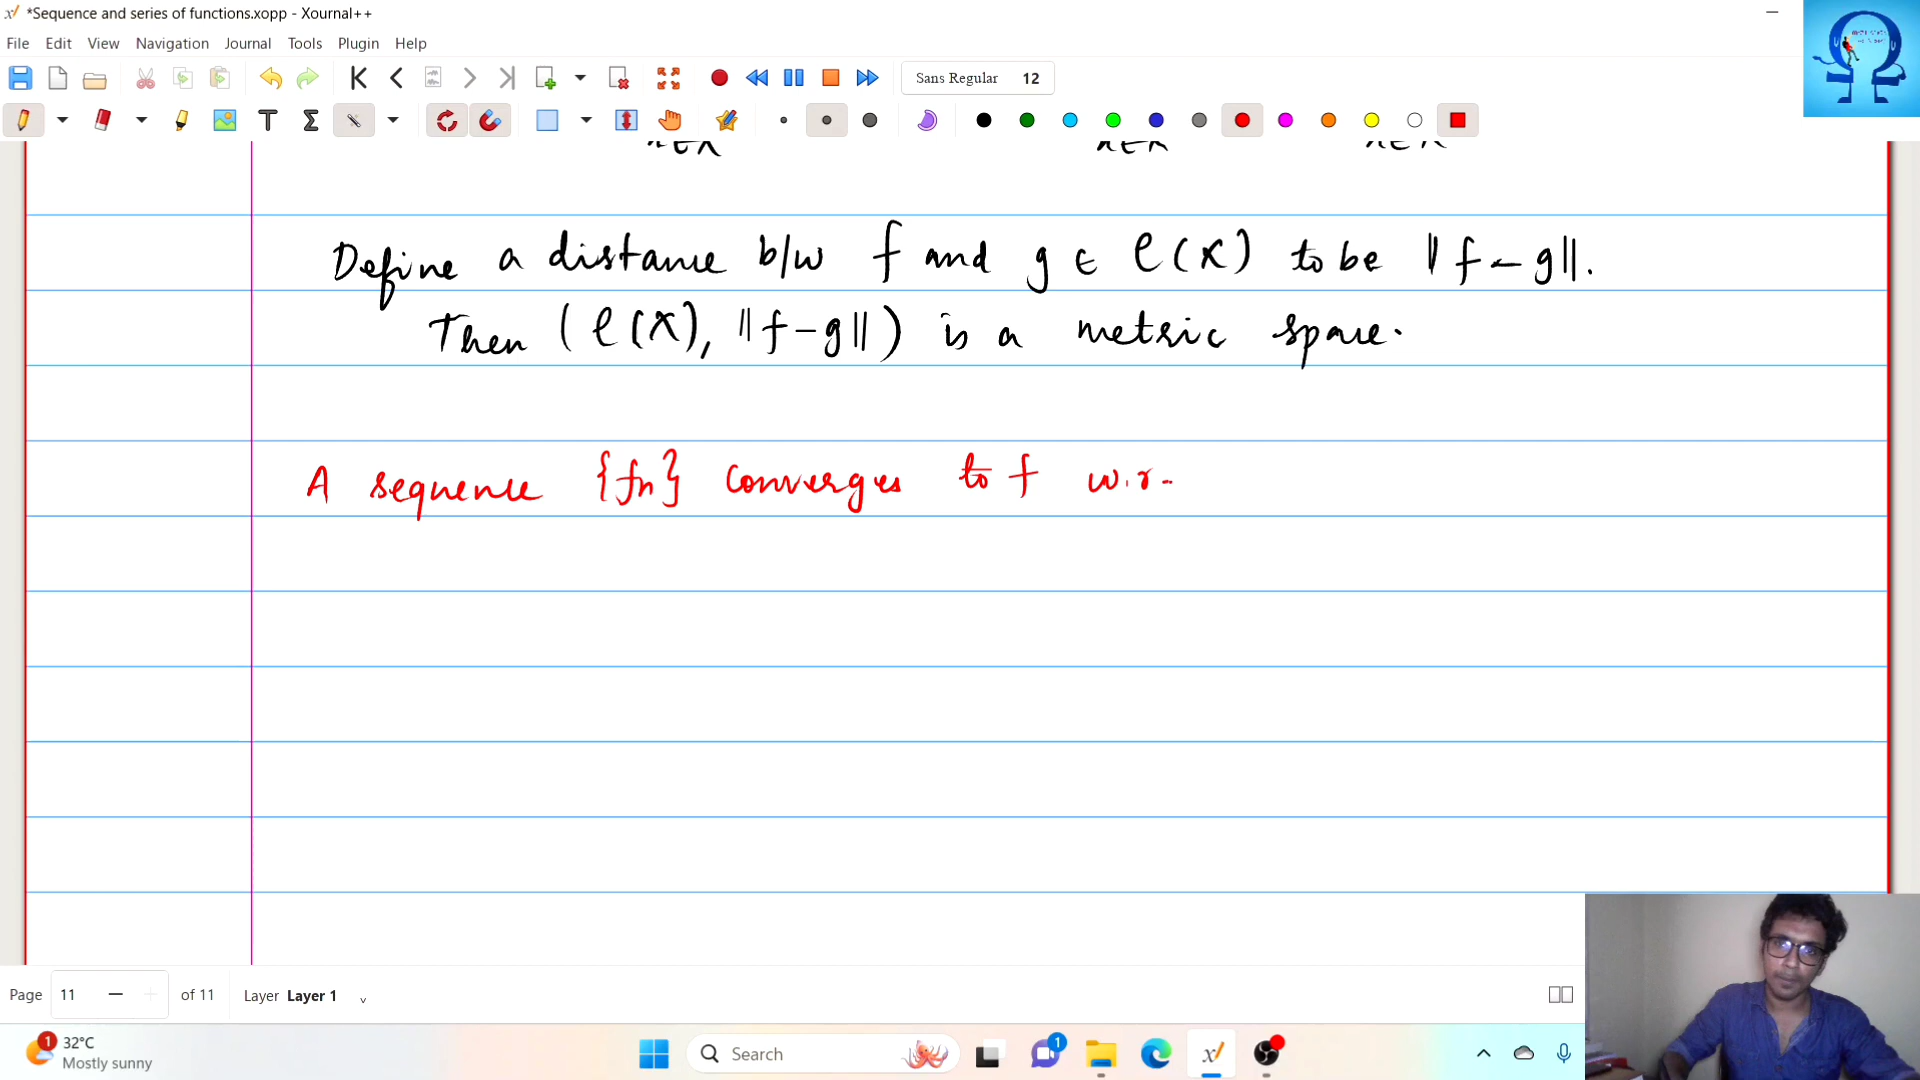 *Sequence and series of functions.xopp - Xournal++
File Edit View Navigation Journal Tools Plugin Help
Sans Regular 12
x∈X x∈X x∈X
Define a distance b/w f and g ∈ C(X) to be ‖f-g‖.
Then (C(X), ‖f-g‖) is a metric space.
A sequence {fn} converges to f w.r.
Page 11 of 11 Layer Layer 1
1 32°C
Mostly sunny
Search
1